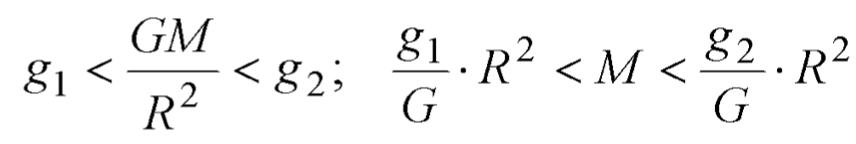 g₁ < GM/R² < g₂; g₁/G · R² < M < g₂/G · R²